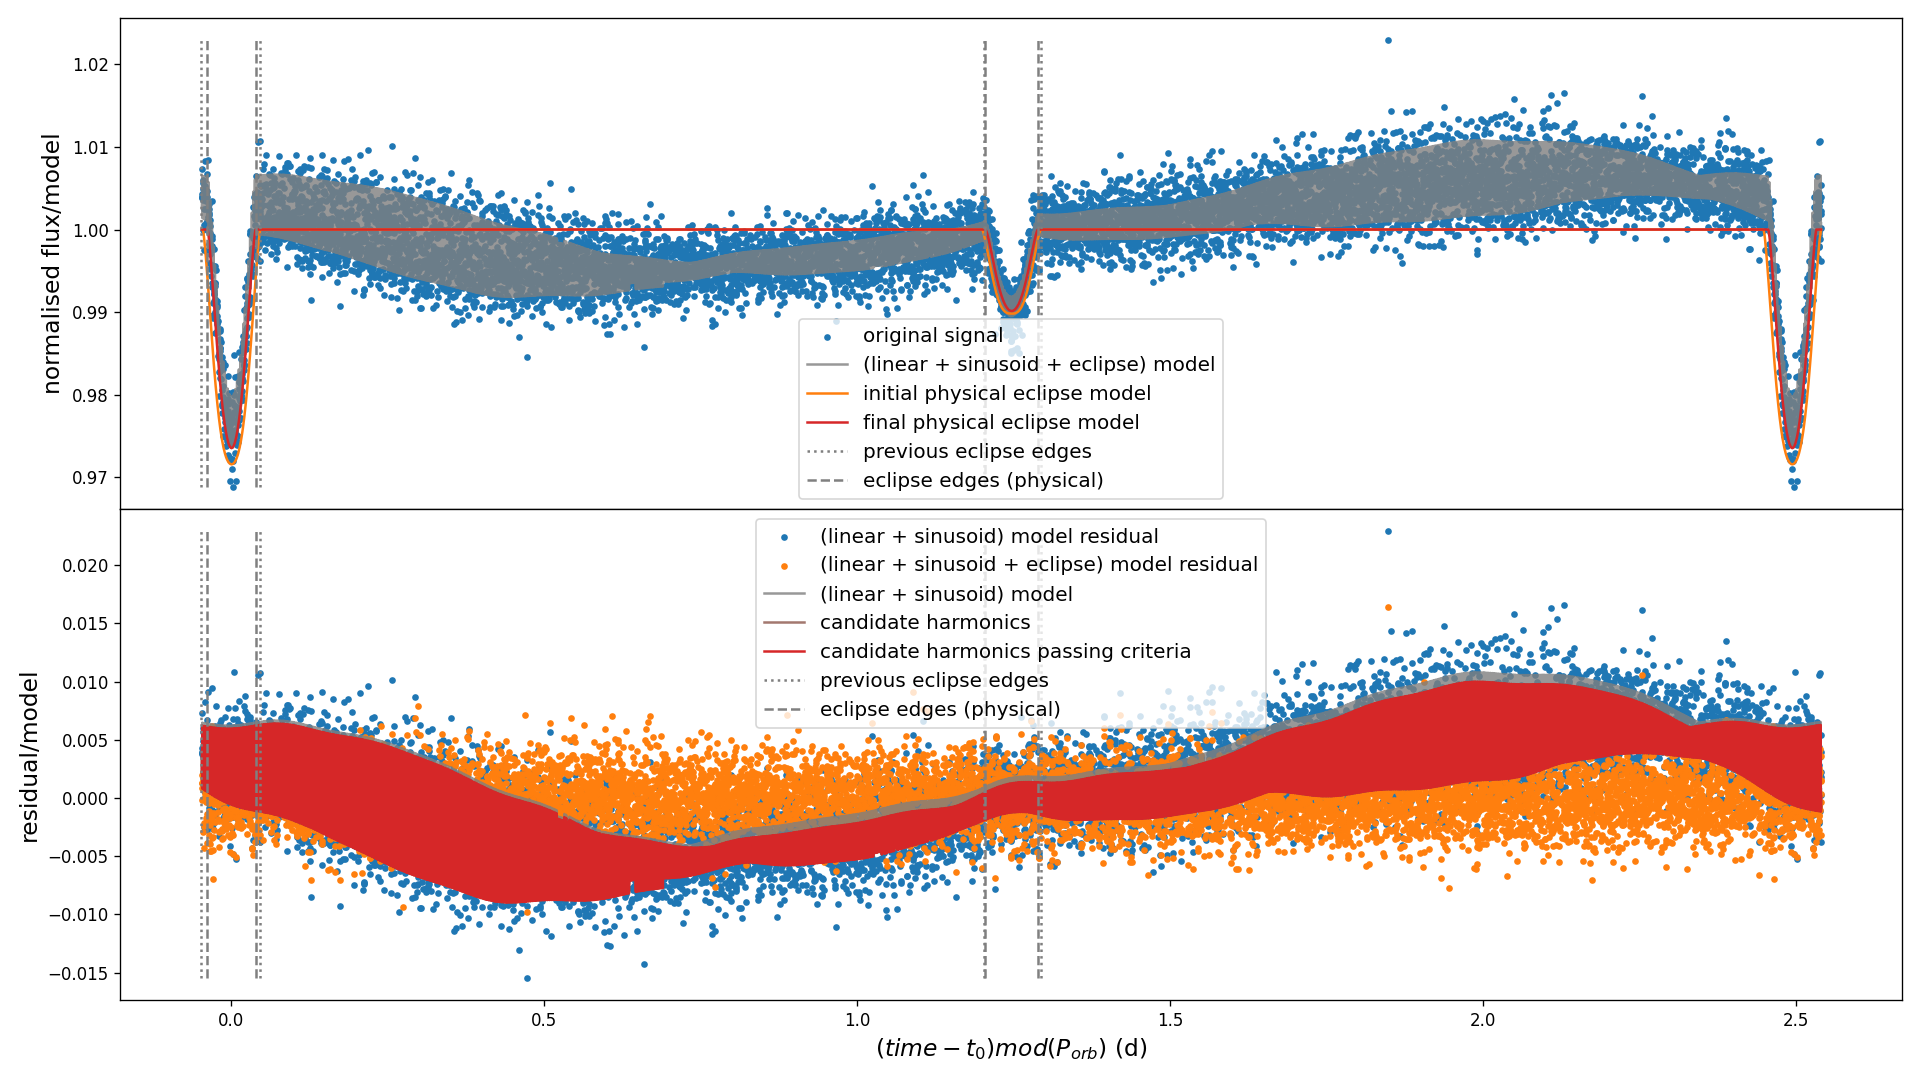 normalised flux/model
1.02
1.01
1.00
0.99
0.98
0.97
original signal
(linear + sinusoid + eclipse) model
initial physical eclipse model
final physical eclipse model
previous eclipse edges
eclipse edges (physical)
residual/model
0.020
0.015
0.010
0.005
0.000
−0.005
−0.010
−0.015
(linear + sinusoid) model residual
(linear + sinusoid + eclipse) model residual
(linear + sinusoid) model
candidate harmonics
candidate harmonics passing criteria
previous eclipse edges
eclipse edges (physical)
0.0 0.5 1.0 1.5 2.0 2.5
(time − t₀)mod(P_{orb}) (d)